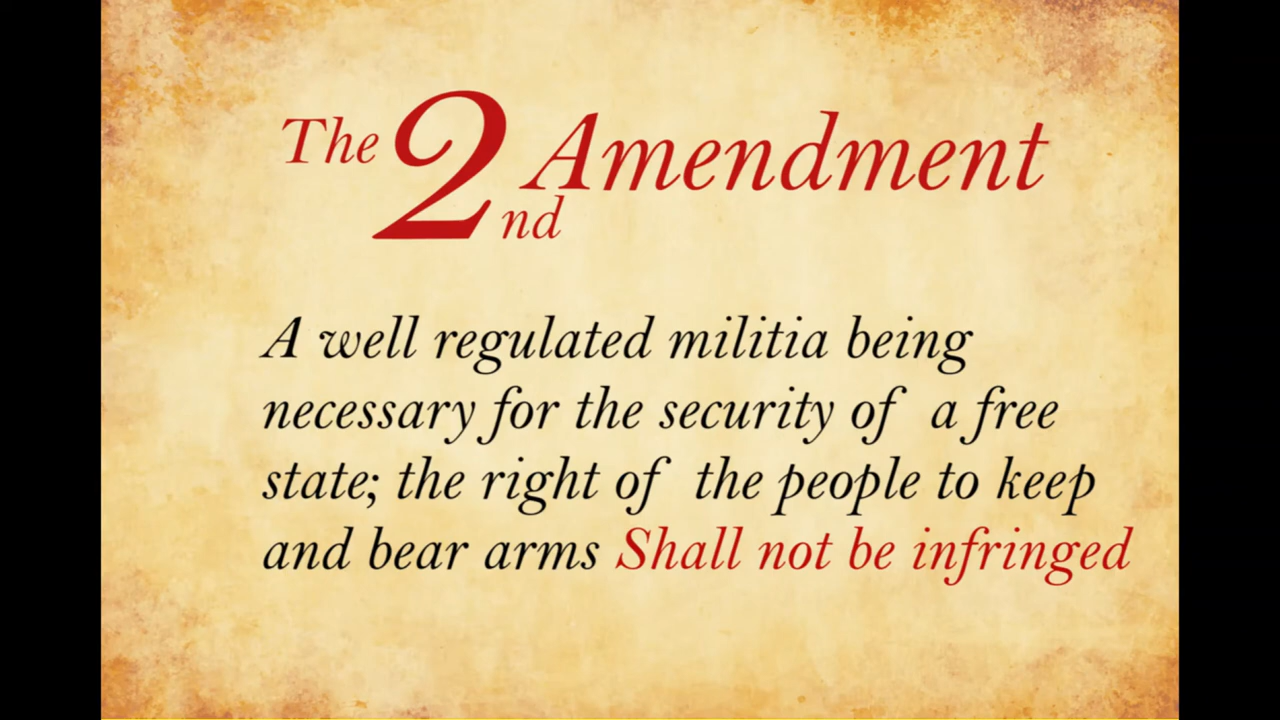 The 2nd Amendment
A well regulated militia being
necessary for the security of a free
state; the right of the people to keep
and bear arms Shall not be infringed